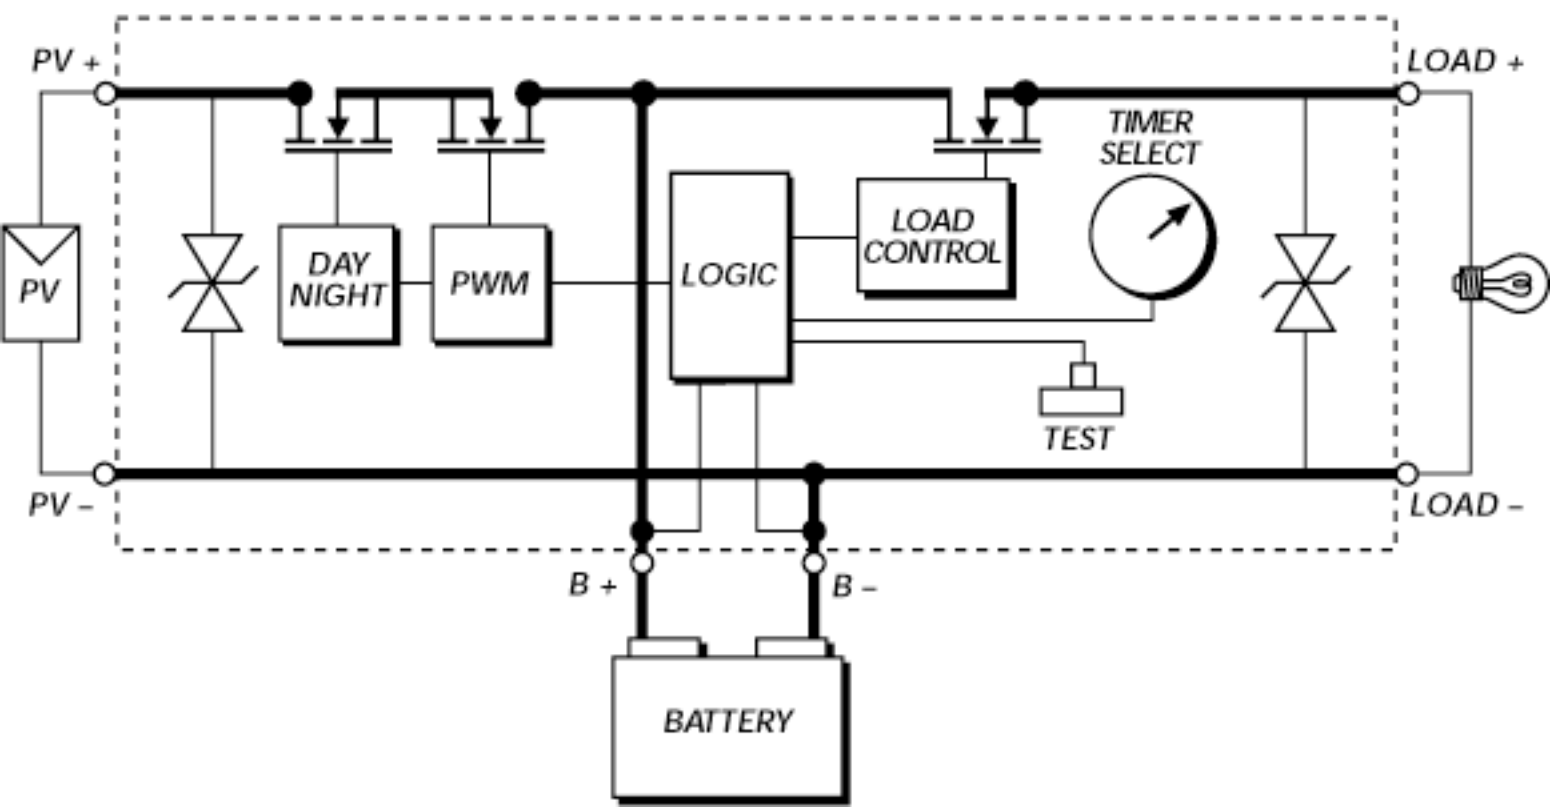 PV +
LOAD +
TIMER
SELECT
PV
DAY
NIGHT
PWM
LOGIC
LOAD
CONTROL
TEST
PV –
LOAD –
B +
B –
BATTERY